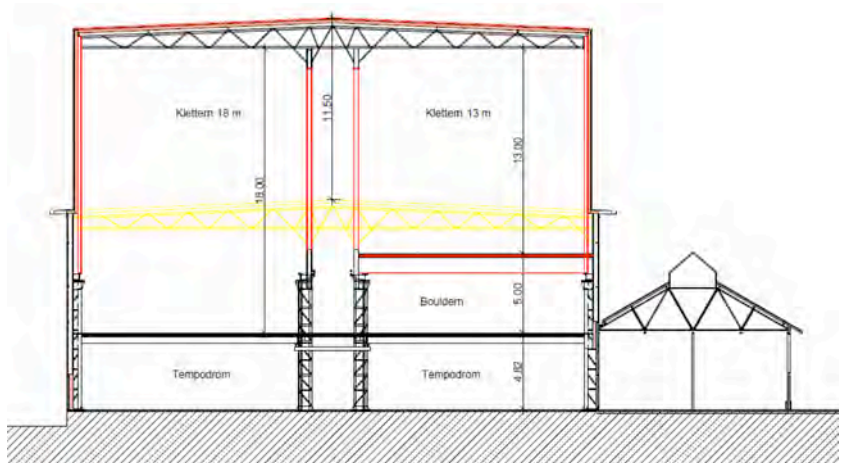 Klettern 18 m
11.50
Klettern 13 m
18.00
13.00
Bouldern
5.00
Tempodrom
Tempodrom
4.82